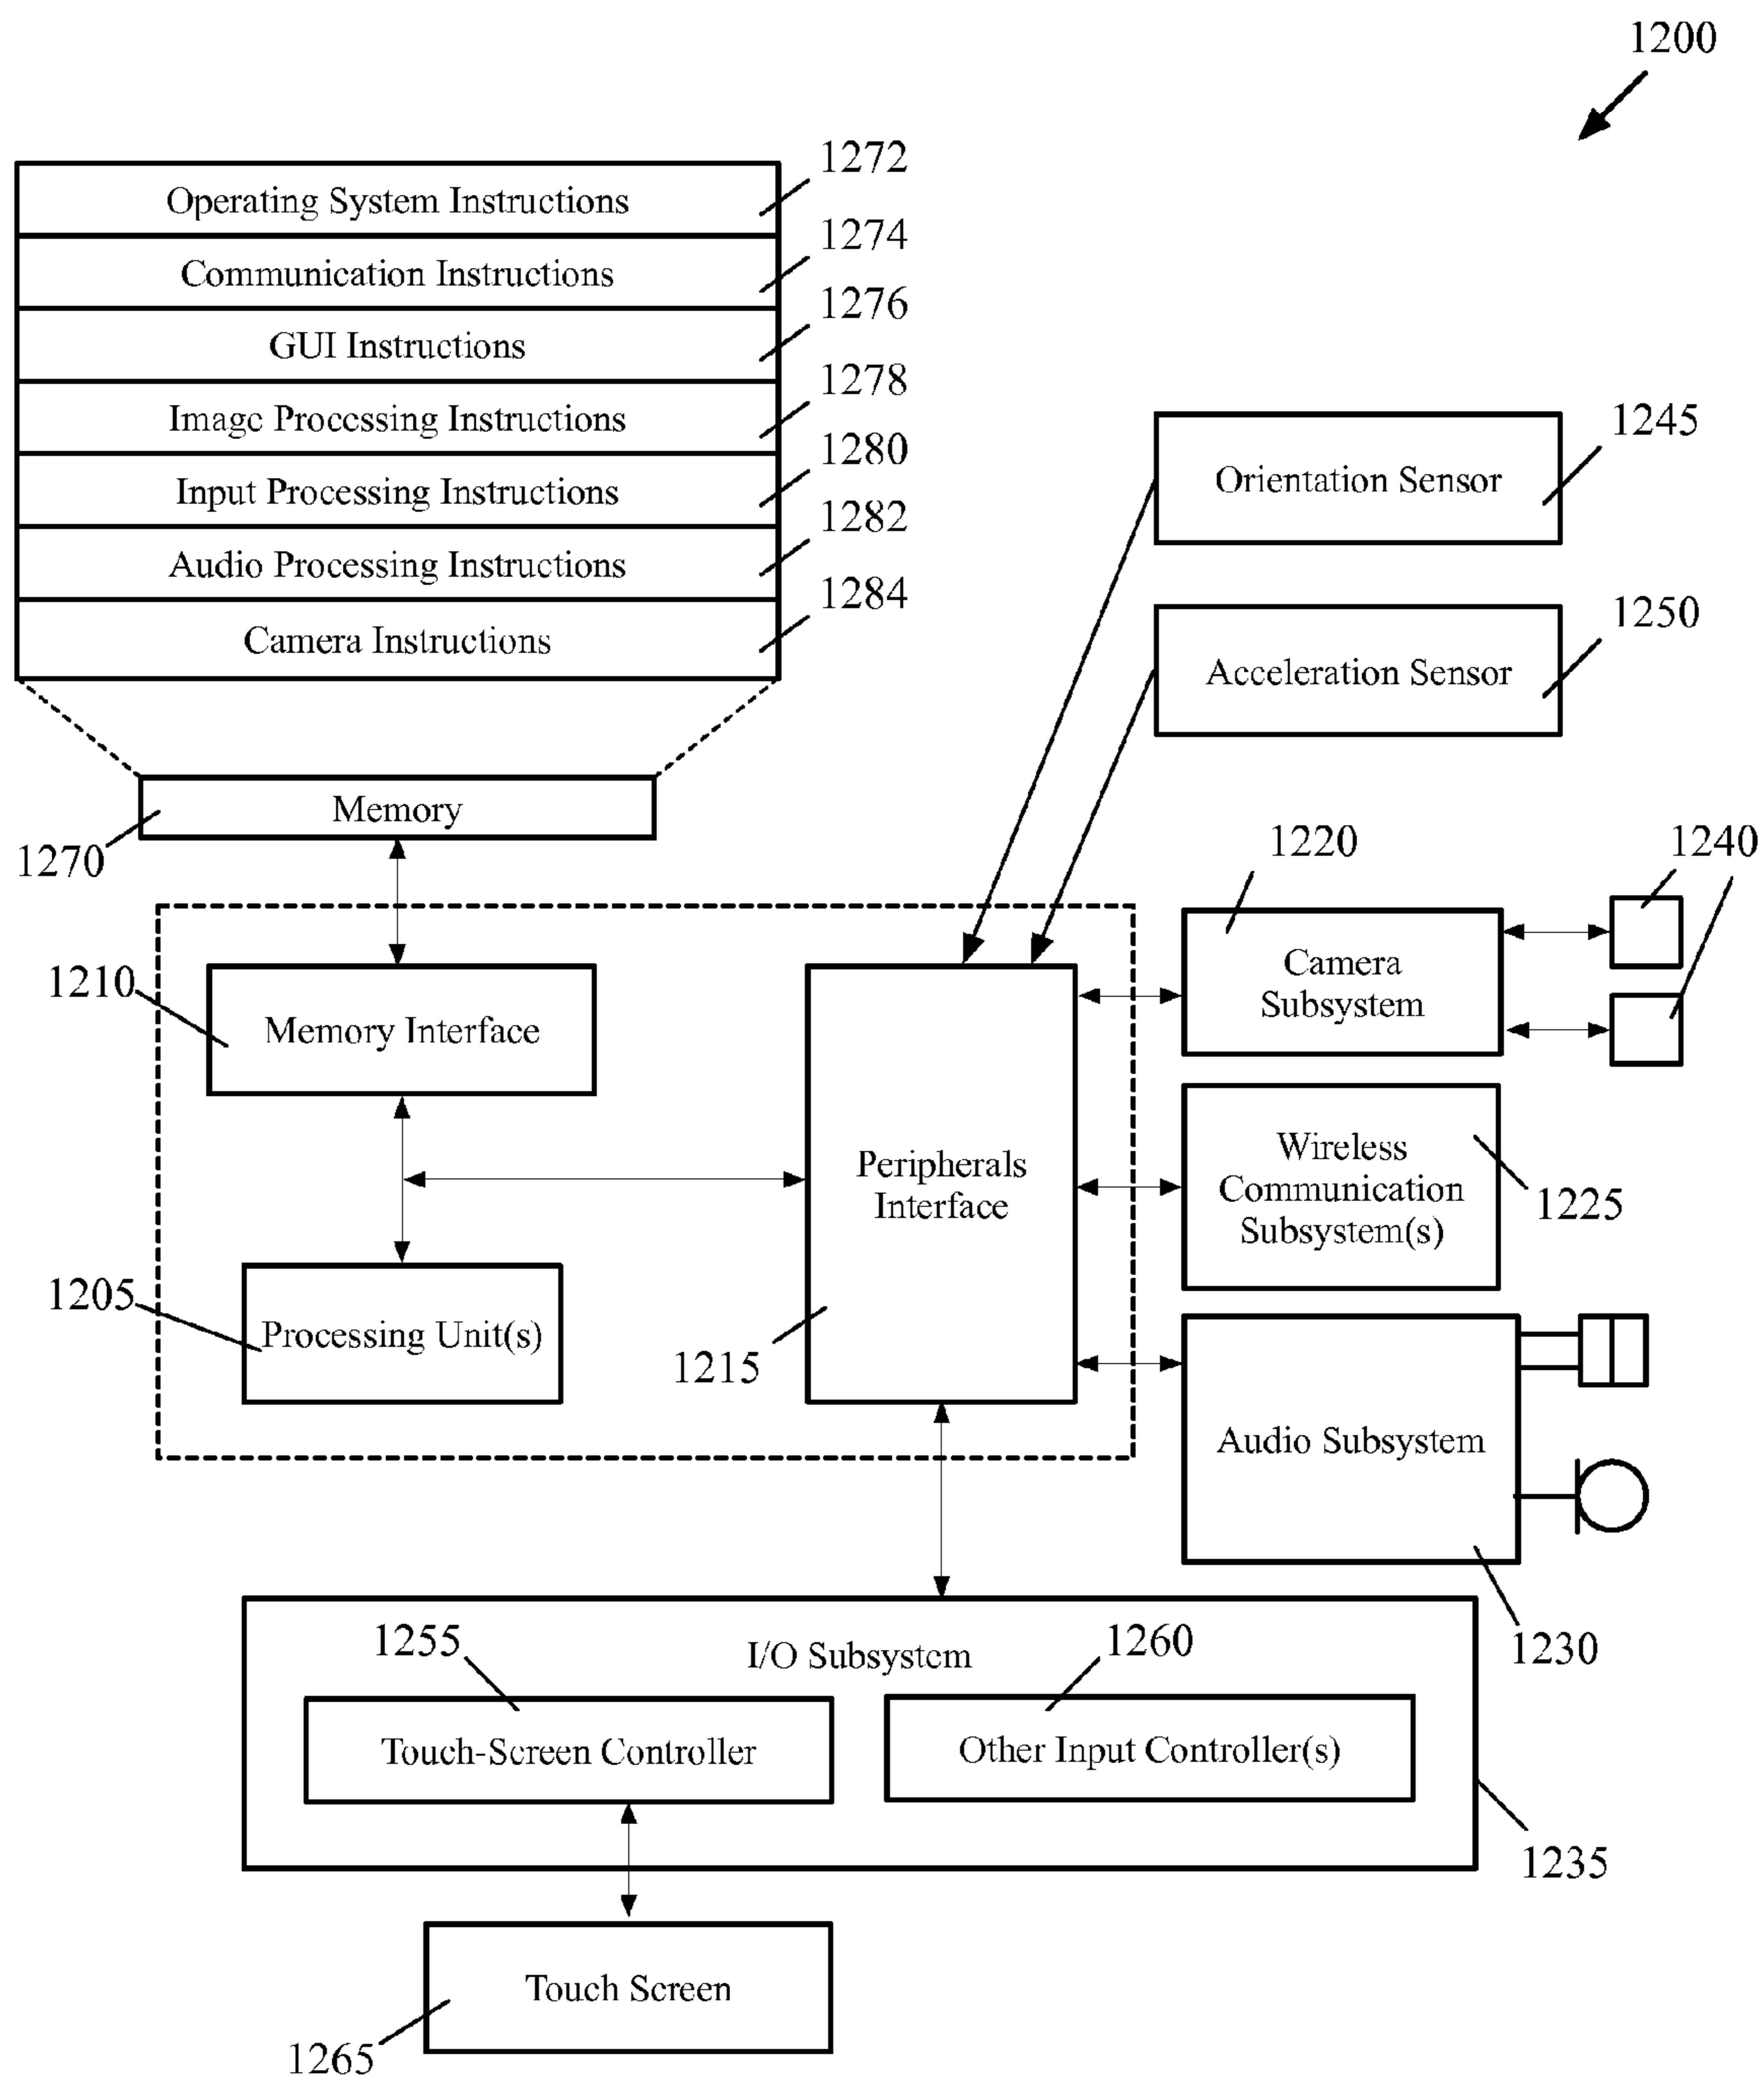 1200
1272
Operating System Instructions
1274
Communication Instructions
1276
GUI Instructions
1278
Image Processing Instructions
1280
Input Processing Instructions
1282
Audio Processing Instructions
1284
Camera Instructions
1245
Orientation Sensor
1250
Acceleration Sensor
Memory
1270
1220
1240
Camera
Subsystem
1210
Memory Interface
Peripherals
Interface
Wireless
Communication
Subsystem(s)
1225
1205
Processing Unit(s)
1215
Audio Subsystem
1230
1255
I/O Subsystem
1260
Touch-Screen Controller
Other Input Controller(s)
1235
Touch Screen
1265